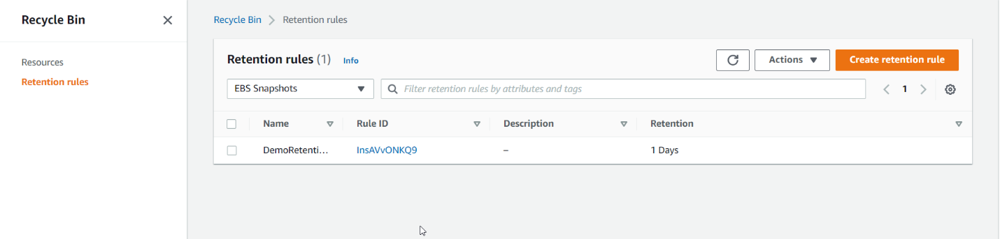 Recycle Bin
Resources
Retention rules
Recycle Bin Retention rules
Retention rules (1) Info
Actions Create retention rule
EBS Snapshots Filter retention rules by attributes and tags 1
Name Rule ID Description Retention
DemoRetenti... InsAVvONKQ9 – 1 Days